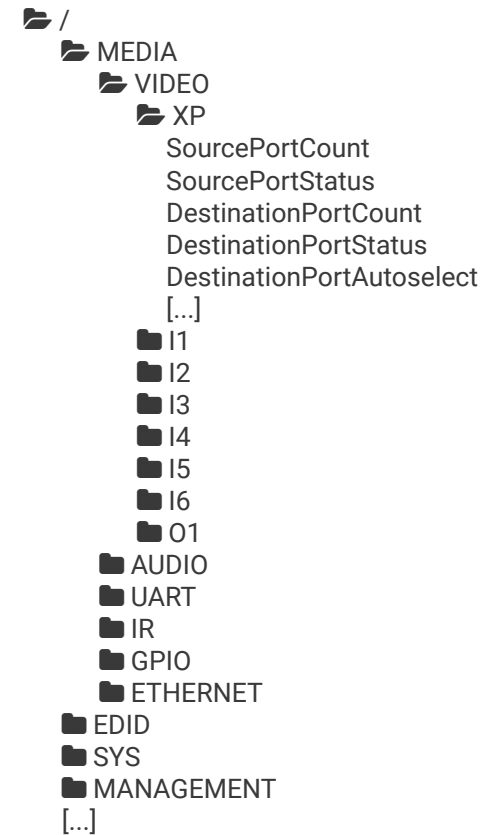 /
MEDIA
VIDEO
XP
SourcePortCount
SourcePortStatus
DestinationPortCount
DestinationPortStatus
DestinationPortAutoselect
[...]
I1
I2
I3
I4
I5
I6
O1
AUDIO
UART
IR
GPIO
ETHERNET
EDID
SYS
MANAGEMENT
[...]